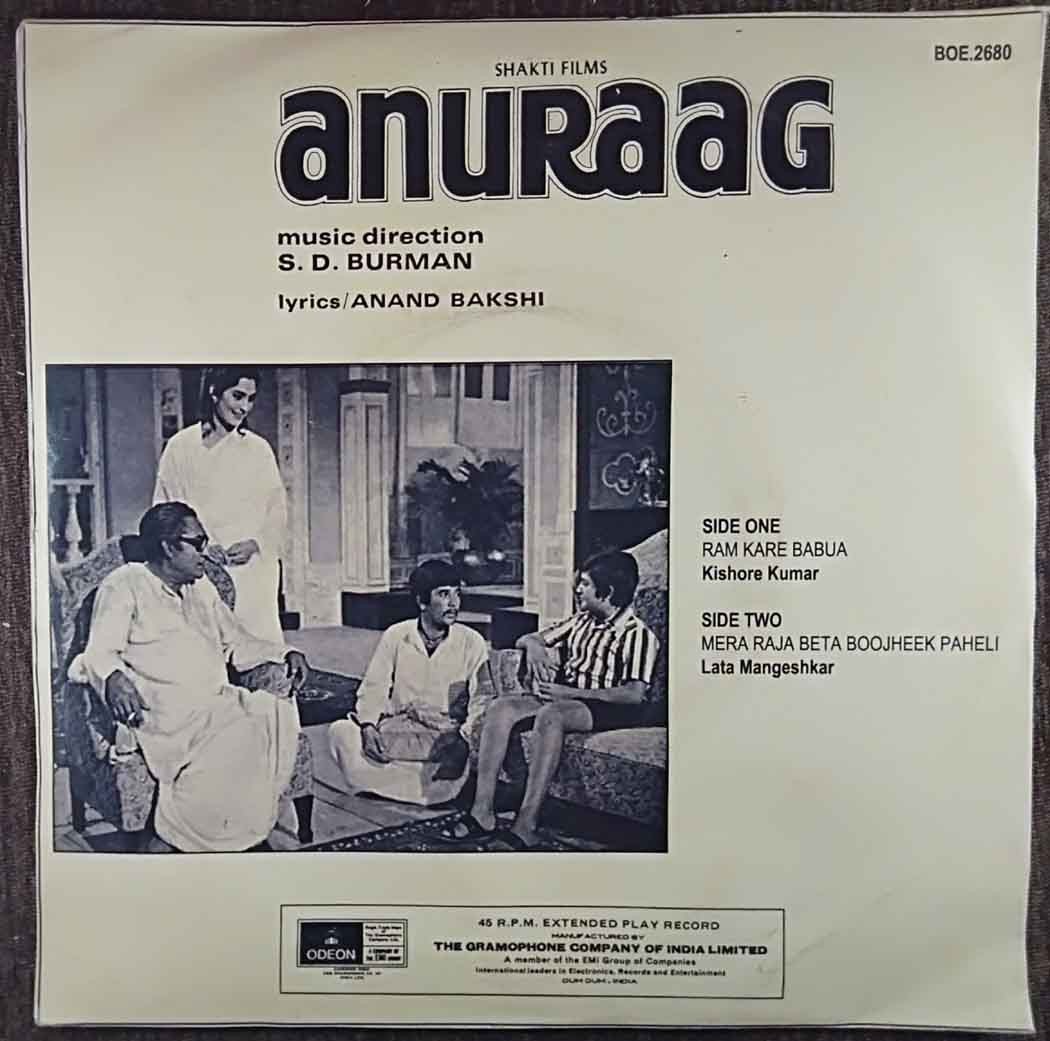 BOE.2680
SHAKTI FILMS
anuRaaG
music direction
S. D. BURMAN
lyrics/ANAND BAKSHI
SIDE ONE
RAM KARE BABUA
Kishore Kumar
SIDE TWO
MERA RAJA BETA BOOJHEEK PAHELI
Lata Mangeshkar
ODEON
45 R.P.M. EXTENDED PLAY RECORD
MANUFACTURED BY
THE GRAMOPHONE COMPANY OF INDIA LIMITED
A member of the EMI Group of Companies
International leaders in Electronics, Records and Entertainment
DUM DUM, INDIA